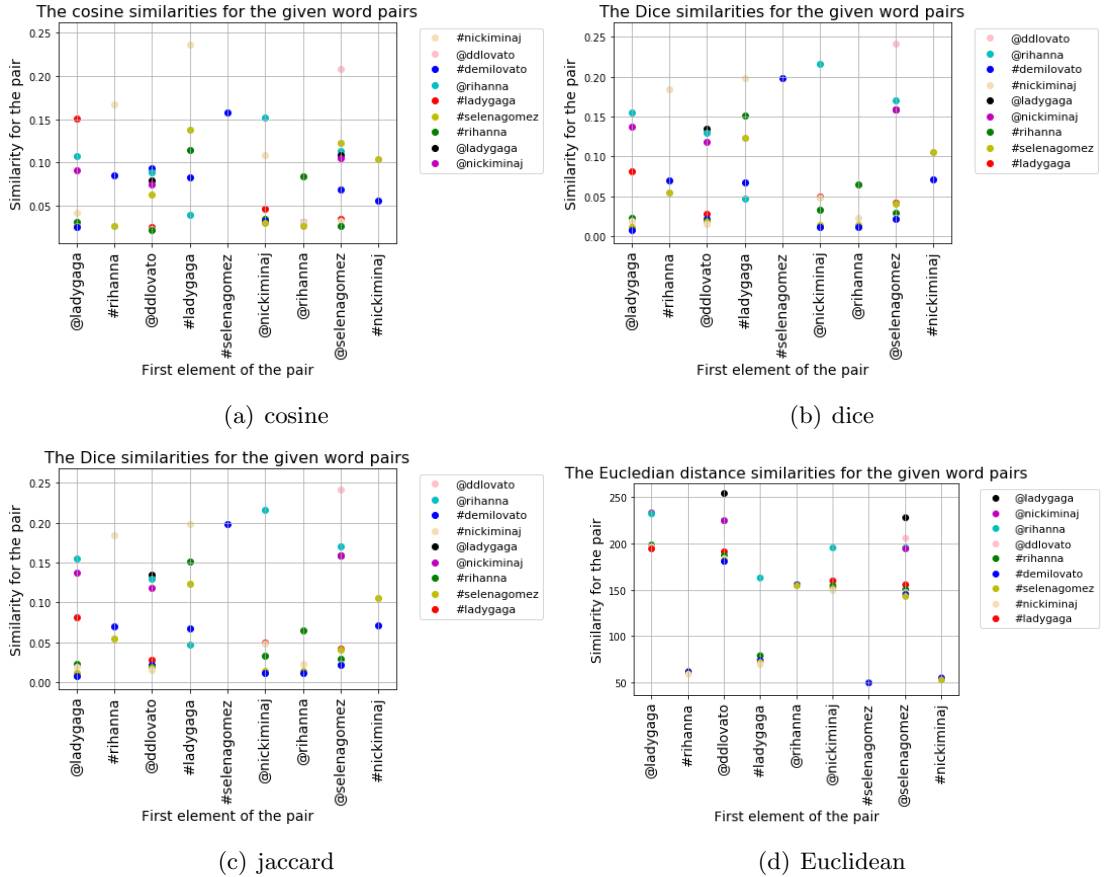 The cosine similarities for the given word pairs
Similarity for the pair
0.25
0.20
0.15
0.10
0.05
@ladygaga
#rihanna
@ddlovato
#ladygaga
#selenagomez
@nickiminaj
@rihanna
@selenagomez
#nickiminaj
First element of the pair
#nickiminaj
@ddlovato
#demilovato
@rihanna
#ladygaga
#selenagomez
#rihanna
@ladygaga
@nickiminaj
(a) cosine
The Dice similarities for the given word pairs
Similarity for the pair
0.25
0.20
0.15
0.10
0.05
0.00
@ladygaga
#rihanna
@ddlovato
#ladygaga
#selenagomez
@nickiminaj
@rihanna
@selenagomez
#nickiminaj
First element of the pair
@ddlovato
@rihanna
#demilovato
#nickiminaj
@ladygaga
@nickiminaj
#rihanna
#selenagomez
#ladygaga
(b) dice
The Dice similarities for the given word pairs
Similarity for the pair
0.25
0.20
0.15
0.10
0.05
0.00
@ladygaga
#rihanna
@ddlovato
#ladygaga
#selenagomez
@nickiminaj
@rihanna
@selenagomez
#nickiminaj
First element of the pair
@ddlovato
@rihanna
#demilovato
#nickiminaj
@ladygaga
@nickiminaj
#rihanna
#selenagomez
#ladygaga
(c) jaccard
The Eucledian distance similarities for the given word pairs
Similarity for the pair
250
200
150
100
50
@ladygaga
#rihanna
@ddlovato
#ladygaga
@rihanna
@nickiminaj
#selenagomez
@selenagomez
#nickiminaj
First element of the pair
@ladygaga
@nickiminaj
@rihanna
@ddlovato
#rihanna
#demilovato
#selenagomez
#nickiminaj
#ladygaga
(d) Euclidean